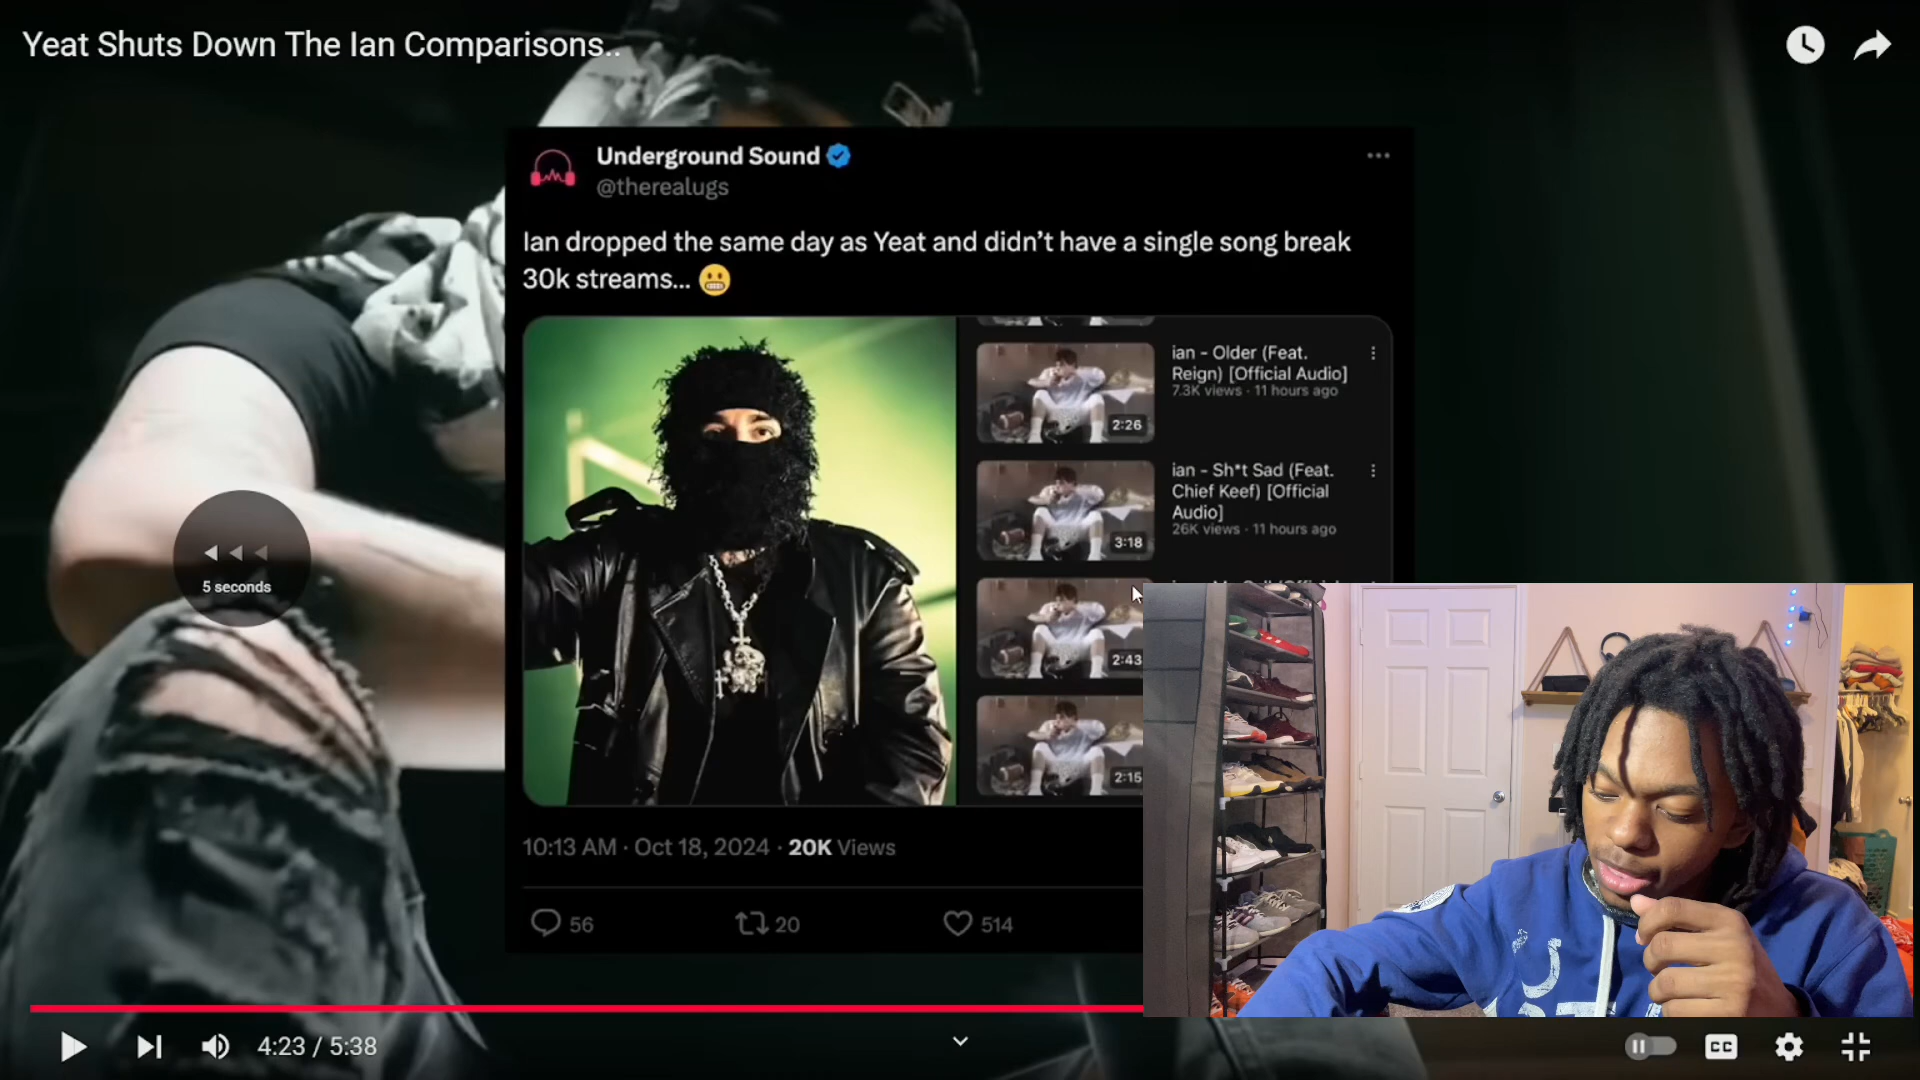 Yeat Shuts Down The Ian Comparisons..
Underground Sound
@therealugs
Ian dropped the same day as Yeat and didn't have a single song break
30k streams... 😬
ian - Older (Feat.
Reign) [Official Audio]
7.3K views · 11 hours ago
2:26
ian - Sh*t Sad (Feat.
Chief Keef) [Official
Audio]
26K views · 11 hours ago
3:18
2:43
2:15
5 seconds
10:13 AM · Oct 18, 2024 · 20K Views
56
20
514
4:23 / 5:38
CC